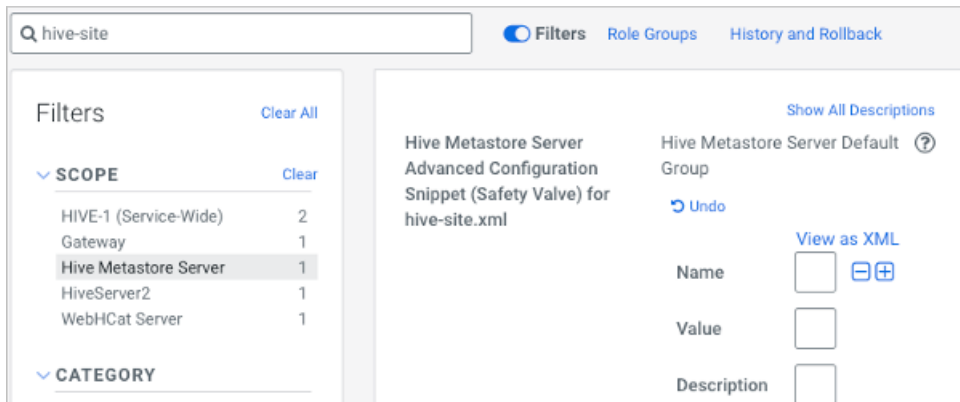 hive-site
Filters Role Groups History and Rollback
Filters Clear All
SCOPE Clear
HIVE-1 (Service-Wide) 2
Gateway 1
Hive Metastore Server 1
HiveServer2 1
WebHCat Server 1
CATEGORY
Show All Descriptions
Hive Metastore Server
Advanced Configuration
Snippet (Safety Valve) for
hive-site.xml
Hive Metastore Server Default ?
Group
Undo
View as XML
Name
Value
Description